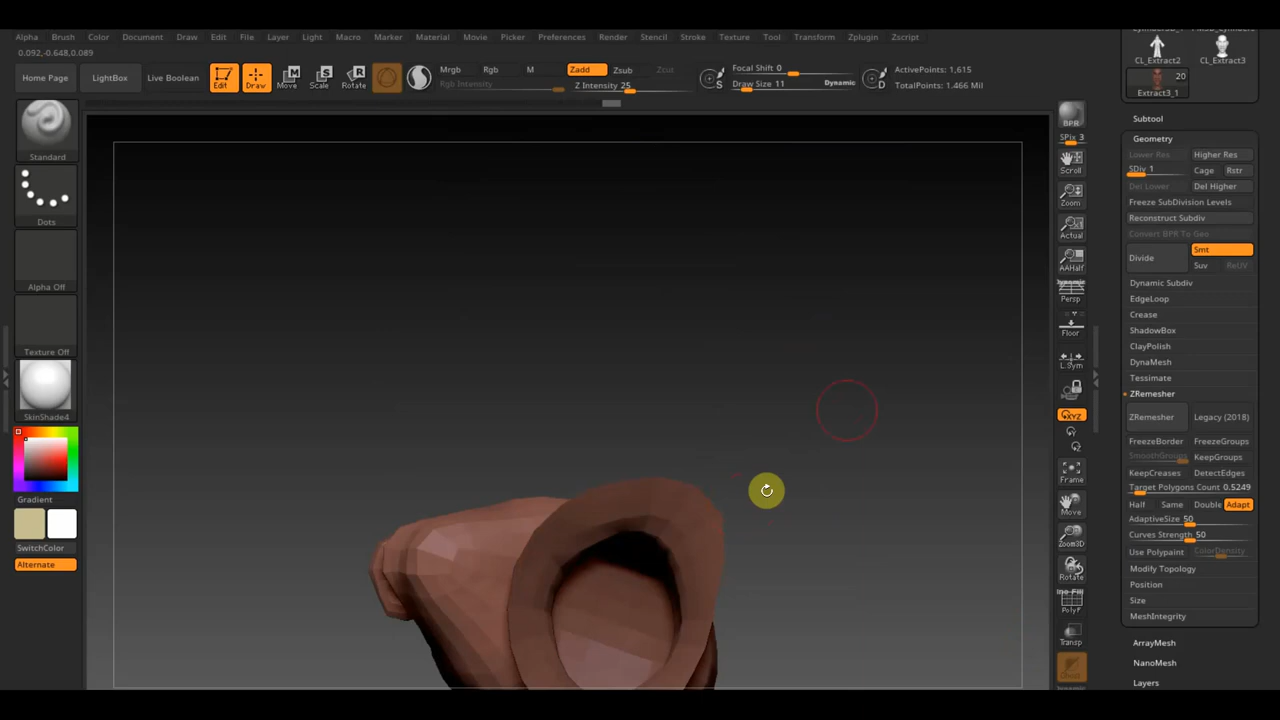 Alpha Brush Color Document Draw Edit File Layer Light Macro Marker Material Movie Picker Preferences Render Stencil Stroke Texture Tool Transform Zplugin Zscript
0.092,-0.648,0.089
Home Page LightBox Live Boolean Edit Draw Move Scale Rotate Mrgb Rgb M Zadd Zsub Zcut Focal Shift 0 ActivePoints: 1,615
Rgb Intensity Z Intensity 25 S Draw Size 11 Dynamic D TotalPoints: 1.466 Mil
Standard
Dots
Alpha Off
Texture Off
SkinShade4
Gradient
SwitchColor
Alternate
BPR
SPix 3
Scroll
Zoom
Actual
AAHalf
Dynamic
Persp
Floor
L.Sym
XYZ
Y
Z
Frame
Move
Zoom3D
Rotate
Line Fill
PolyF
Transp
Dynamic
CL_Extract2 CL_Extract3
20
Extract3_1
Subtool
Geometry
Lower Res Higher Res
SDiv 1 Cage Rstr
Del Lower Del Higher
Freeze SubDivision Levels
Reconstruct Subdiv
Convert BPR To Geo
Divide Smt
Suv ReUV
Dynamic Subdiv
EdgeLoop
Crease
ShadowBox
ClayPolish
DynaMesh
Tessimate
ZRemesher
ZRemesher Legacy (2018)
FreezeBorder FreezeGroups
SmoothGroups KeepGroups
KeepCreases DetectEdges
Target Polygons Count 0.5249
Half Same Double Adapt
AdaptiveSize 50
Curves Strength 50
Use Polypaint ColorDensity
Modify Topology
Position
Size
MeshIntegrity
ArrayMesh
NanoMesh
Layers